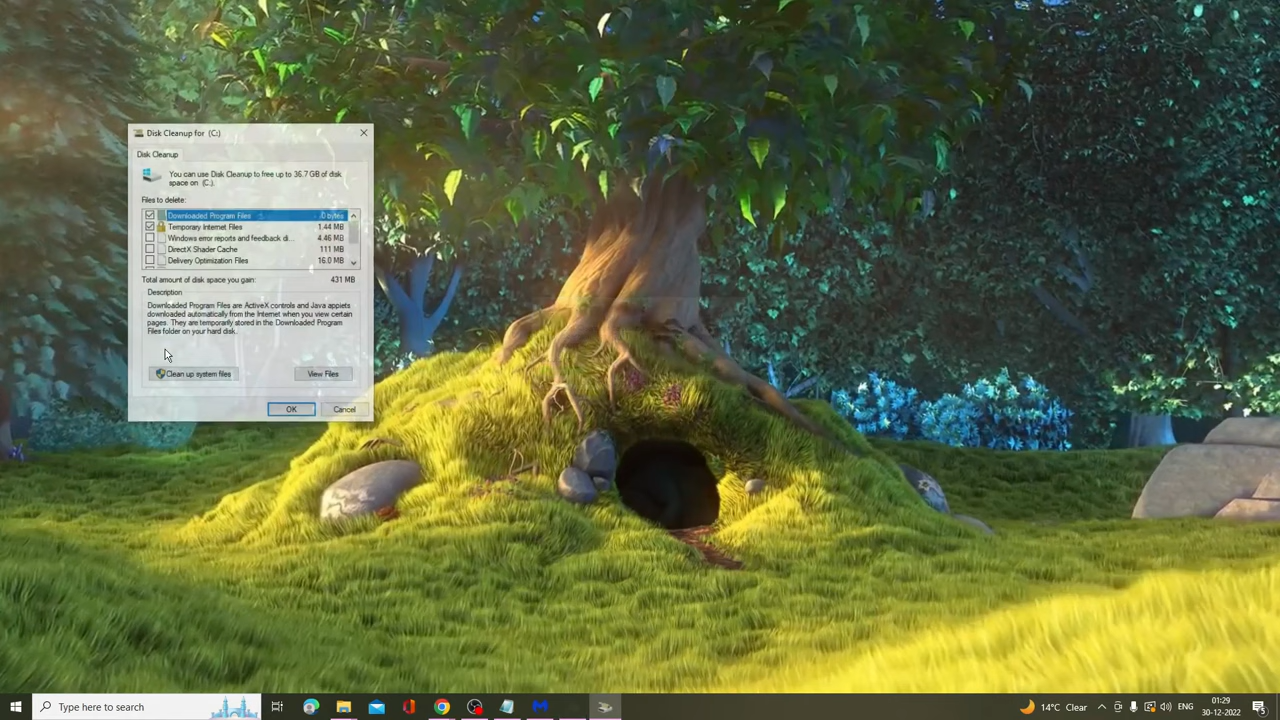 Disk Cleanup for  (C:)
Disk Cleanup
You can use Disk Cleanup to free up to 36.7 GB of disk
space on  (C:).
Files to delete:
Downloaded Program Files 0 bytes
Temporary Internet Files 1.44 MB
Windows error reports and feedback di... 4.46 MB
DirectX Shader Cache 111 MB
Delivery Optimization Files 16.0 MB
Total amount of disk space you gain: 431 MB
Description
Downloaded Program Files are ActiveX controls and Java applets
downloaded automatically from the Internet when you view certain
pages. They are temporarily stored in the Downloaded Program
Files folder on your hard disk.
Clean up system files View Files
OK Cancel
Type here to search 14°C Clear ENG 01:29
30-12-2022